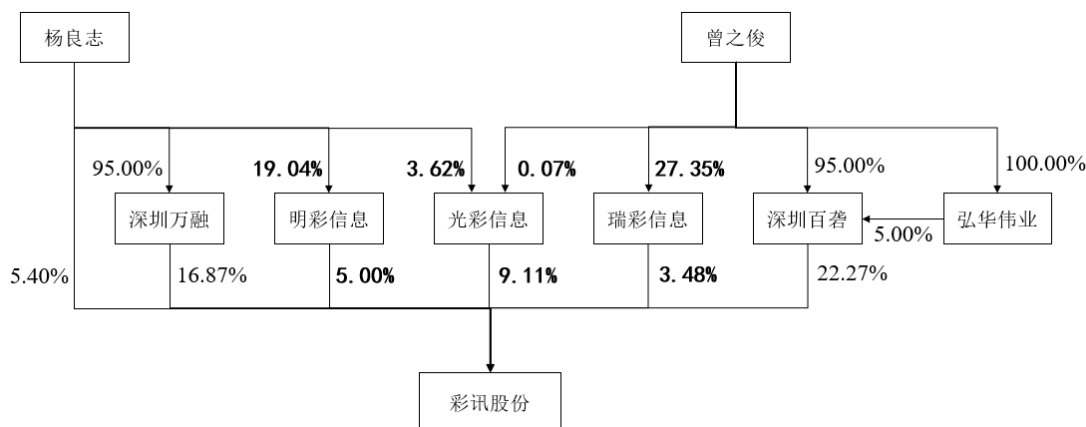 杨良志
曾之俊
95.00%
19.04%
3.62%
0.07%
27.35%
95.00%
100.00%
深圳万融
明彩信息
光彩信息
瑞彩信息
深圳百砻
弘华伟业
5.00%
5.40%
16.87%
5.00%
9.11%
3.48%
22.27%
彩讯股份